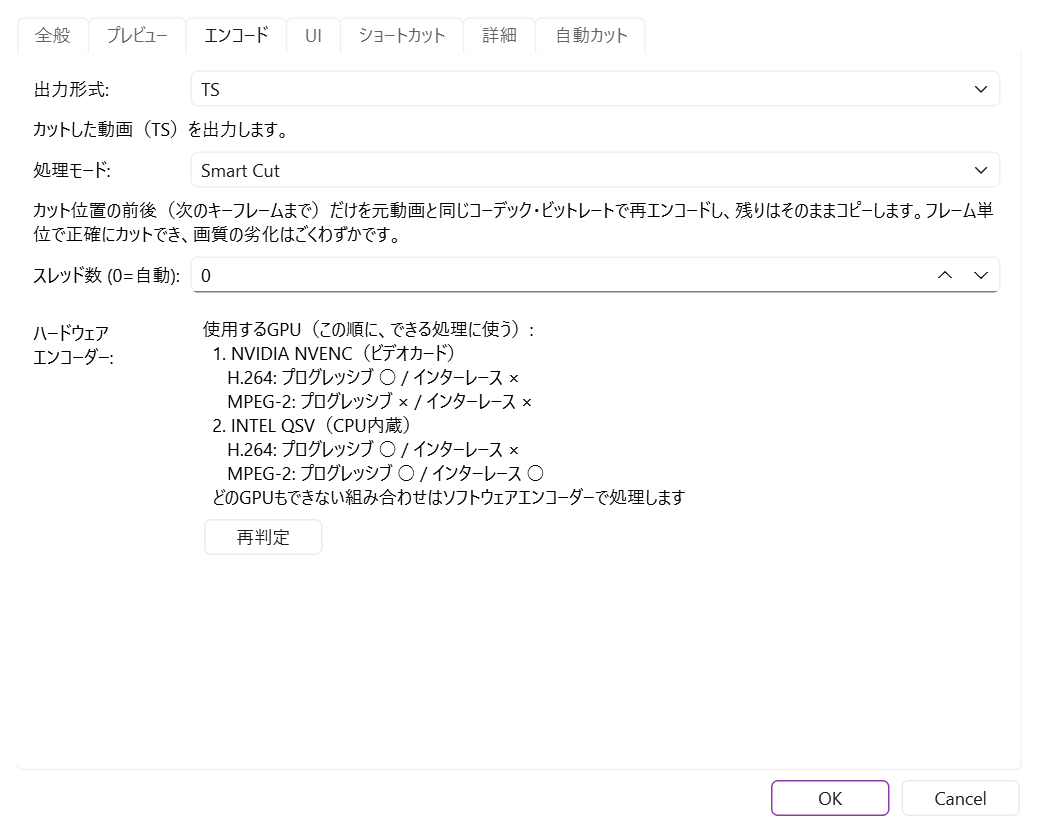 全般 プレビュー エンコード UI ショートカット 詳細 自動カット
出力形式: TS
カットした動画（TS）を出力します。
処理モード: Smart Cut
カット位置の前後（次のキーフレームまで）だけを元動画と同じコーデック・ビットレートで再エンコードし、残りはそのままコピーします。フレーム単
位で正確にカットでき、画質の劣化はごくわずかです。
スレッド数 (0=自動): 0
ハードウェア
エンコーダー:
使用するGPU（この順に、できる処理に使う）:
1. NVIDIA NVENC（ビデオカード）
H.264: プログレッシブ ○ / インターレース ×
MPEG-2: プログレッシブ × / インターレース ×
2. INTEL QSV（CPU内蔵）
H.264: プログレッシブ ○ / インターレース ×
MPEG-2: プログレッシブ ○ / インターレース ○
どのGPUもできない組み合わせはソフトウェアエンコーダーで処理します
再判定
OK Cancel